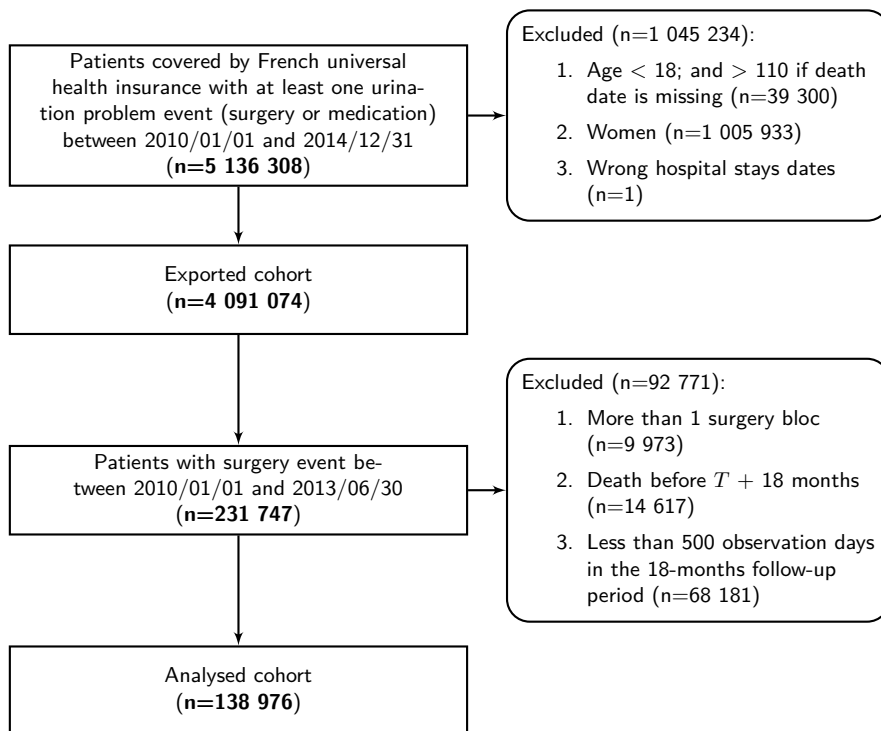 Patients covered by French universal
health insurance with at least one urina-
tion problem event (surgery or medication)
between 2010/01/01 and 2014/12/31
(n=5 136 308)
Excluded (n=1 045 234):
1. Age < 18; and > 110 if death
date is missing (n=39 300)
2. Women (n=1 005 933)
3. Wrong hospital stays dates
(n=1)
Exported cohort
(n=4 091 074)
Patients with surgery event be-
tween 2010/01/01 and 2013/06/30
(n=231 747)
Excluded (n=92 771):
1. More than 1 surgery bloc
(n=9 973)
2. Death before T + 18 months
(n=14 617)
3. Less than 500 observation days
in the 18-months follow-up
period (n=68 181)
Analysed cohort
(n=138 976)